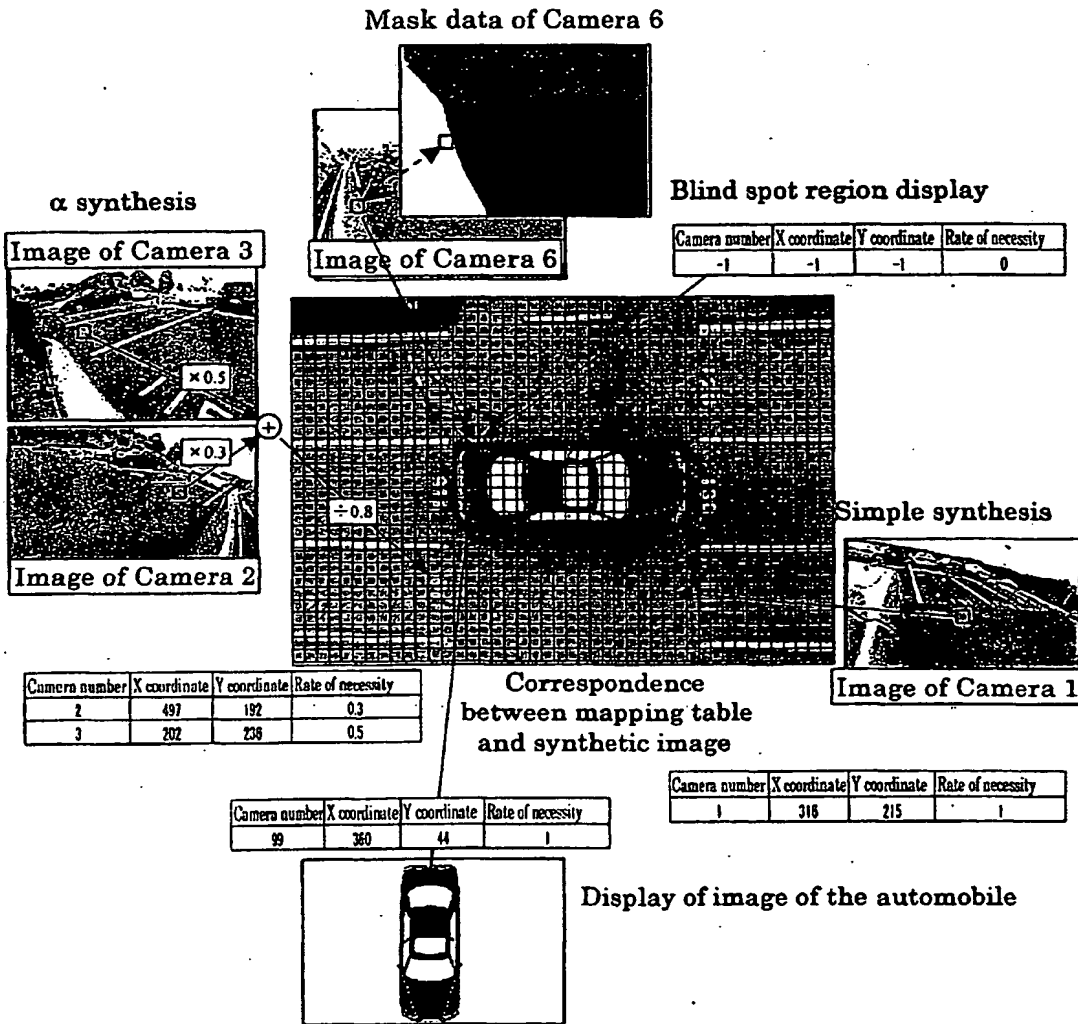 Mask data of Camera 6
α synthesis
Image of Camera 3
Image of Camera 6
Blind spot region display
Camera number X coordinate Y coordinate Rate of necessity
-1 -1 -1 0
× 0.5
+
× 0.3
÷ 0.8
Image of Camera 2
Simple synthesis
Image of Camera 1
Camera number X coordinate Y coordinate Rate of necessity
2 497 192 0.3
3 202 236 0.5
Correspondence
between mapping table
and synthetic image
Camera number X coordinate Y coordinate Rate of necessity
1 316 215 1
Camera number X coordinate Y coordinate Rate of necessity
99 360 44 1
Display of image of the automobile